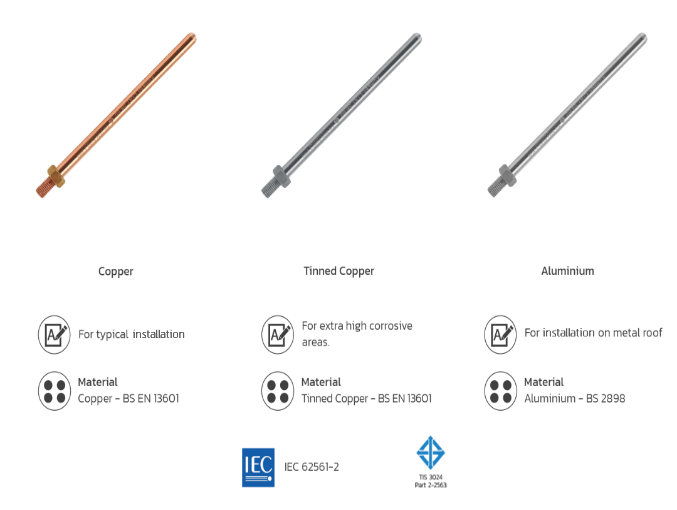 Copper
Tinned Copper
Aluminium
For typical installation
For extra high corrosive
areas.
For installation on metal roof
Material
Copper - BS EN 13601
Material
Tinned Copper - BS EN 13601
Material
Aluminium - BS 2898
IEC
IEC 62561-2
TIS 3024
Part 2-2563